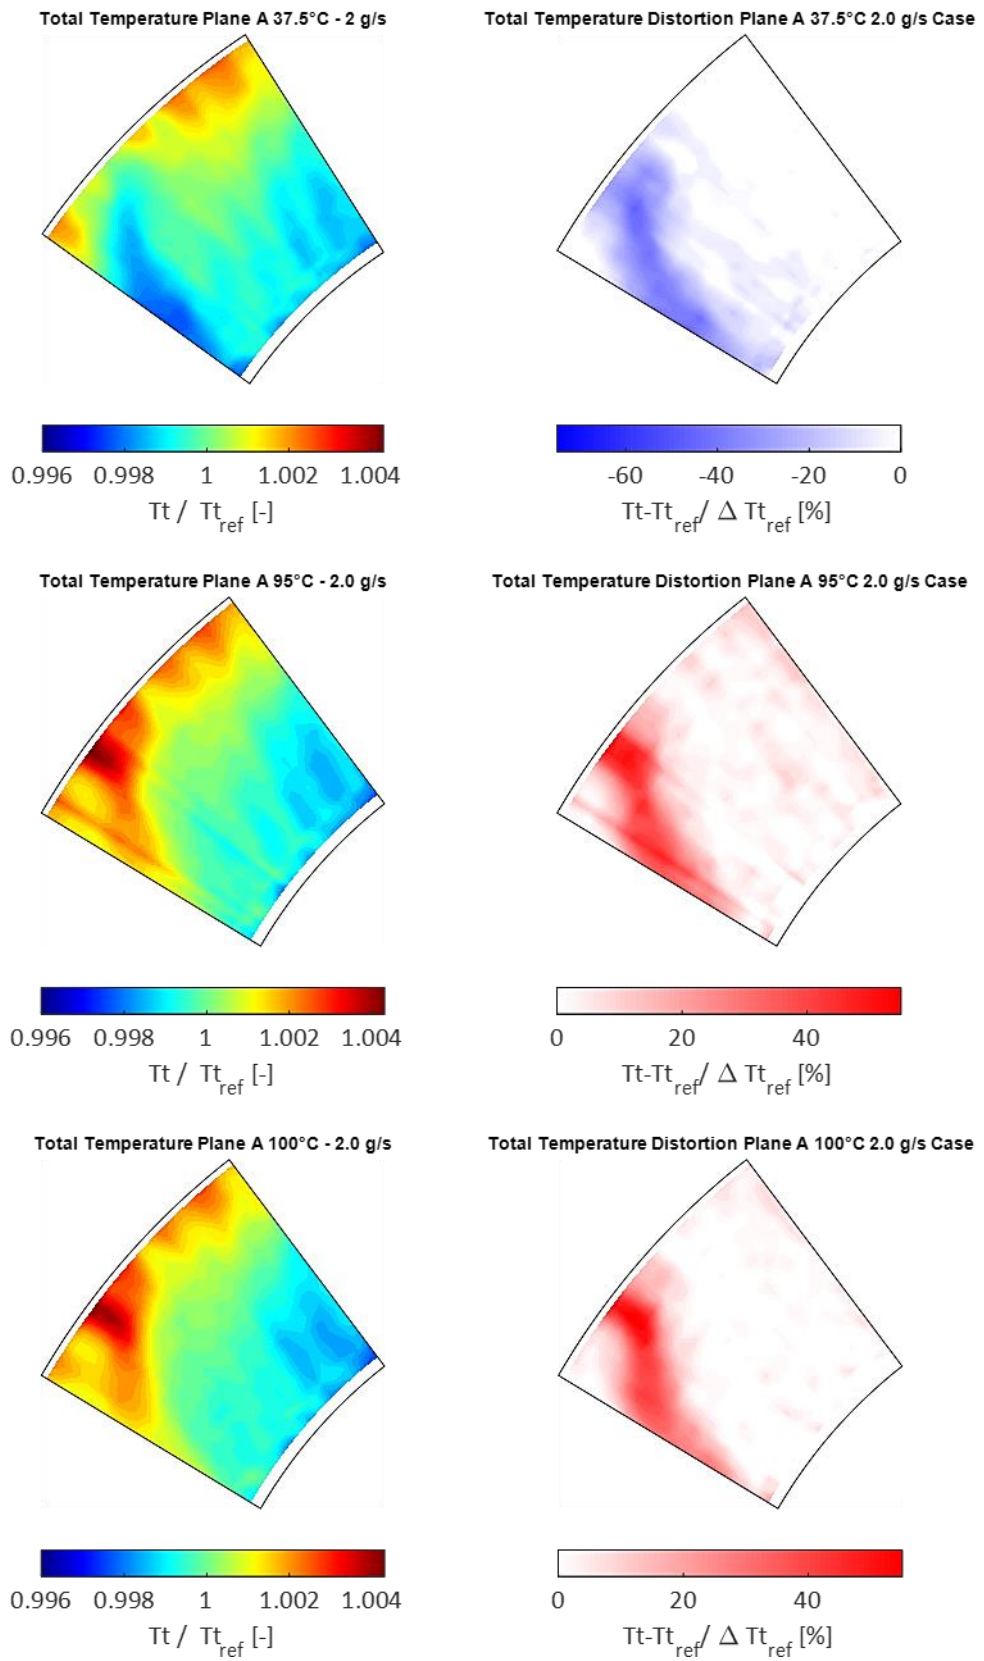 Total Temperature Plane A 37.5°C - 2 g/s
Total Temperature Distortion Plane A 37.5°C 2.0 g/s Case
0.996 0.998 1 1.002 1.004
Tt / Tt_ref [-]
-60 -40 -20 0
Tt-Tt_ref/ Δ Tt_ref [%]
Total Temperature Plane A 95°C - 2.0 g/s
Total Temperature Distortion Plane A 95°C 2.0 g/s Case
0.996 0.998 1 1.002 1.004
Tt / Tt_ref [-]
0 20 40
Tt-Tt_ref/ Δ Tt_ref [%]
Total Temperature Plane A 100°C - 2.0 g/s
Total Temperature Distortion Plane A 100°C 2.0 g/s Case
0.996 0.998 1 1.002 1.004
Tt / Tt_ref [-]
0 20 40
Tt-Tt_ref/ Δ Tt_ref [%]